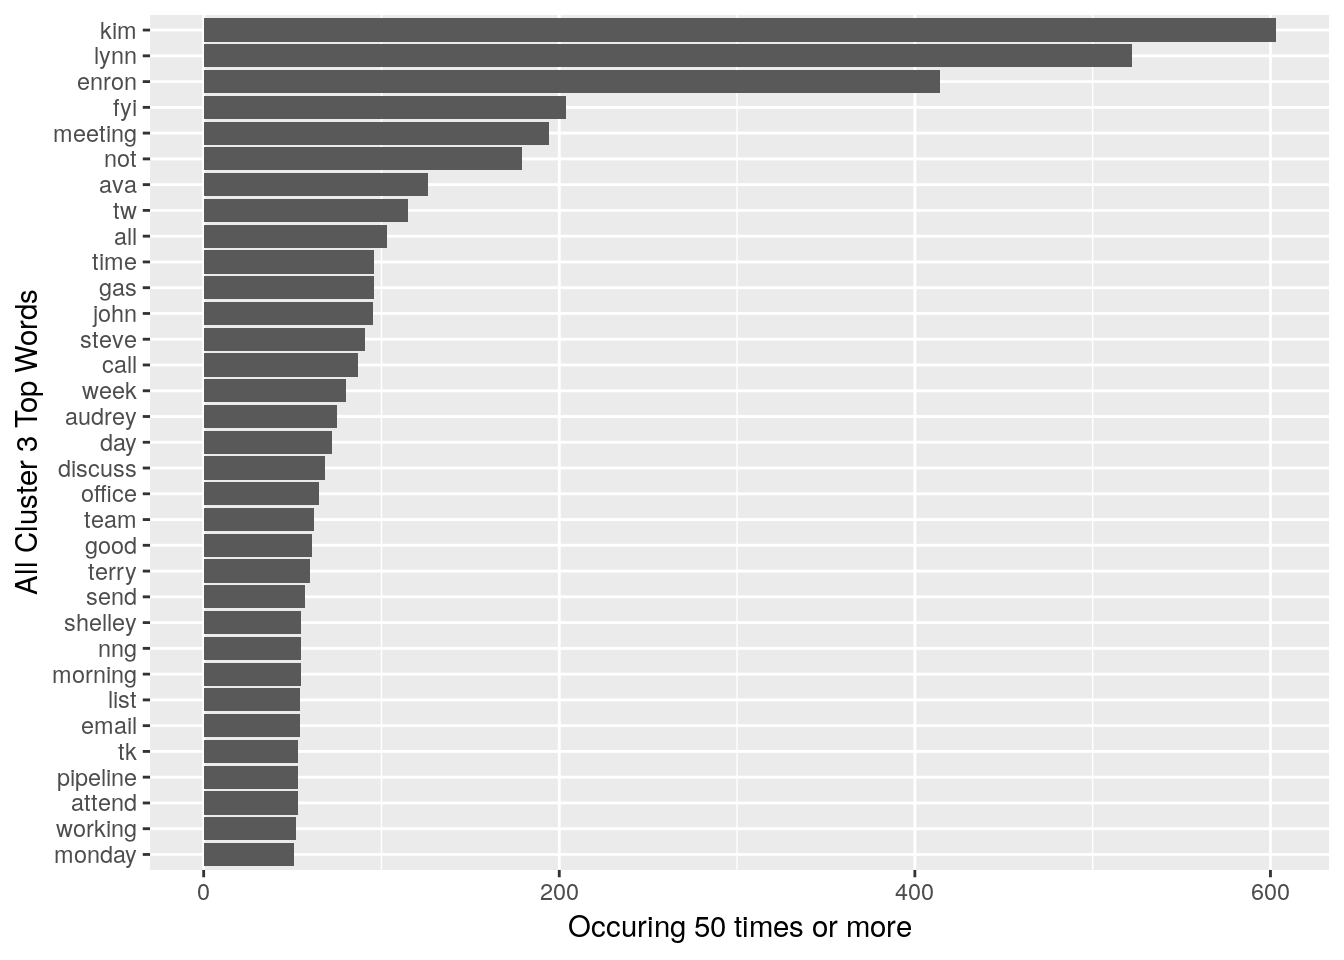 kim
lynn
enron
fyi
meeting
not
ava
tw
all
time
gas
john
steve
call
week
audrey
day
discuss
office
team
good
terry
send
shelley
nng
morning
list
email
tk
pipeline
attend
working
monday
All Cluster 3 Top Words
0 200 400 600
Occuring 50 times or more